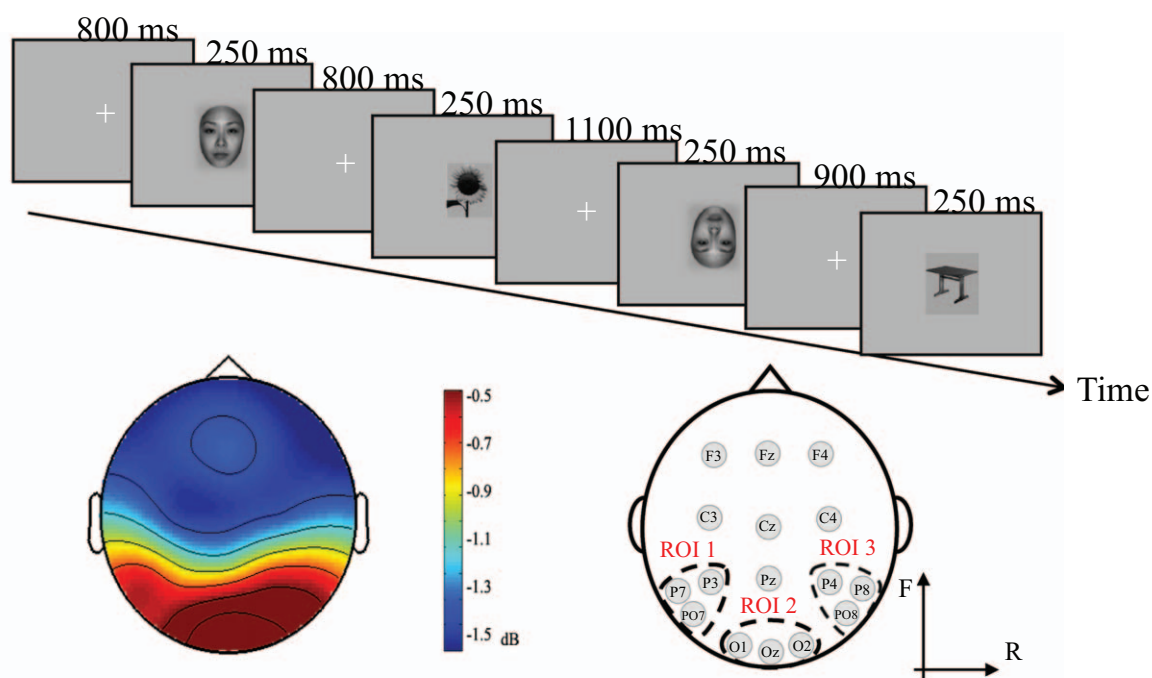 800 ms
250 ms
800 ms
250 ms
1100 ms
250 ms
900 ms
250 ms
Time
-0.5
-0.7
-0.9
-1.1
-1.3
-1.5
dB
F3 Fz F4
C3 Cz C4
ROI 1 ROI 3
P7 P3 Pz P4 P8
PO7 ROI 2 PO8
O1 Oz O2
F
R